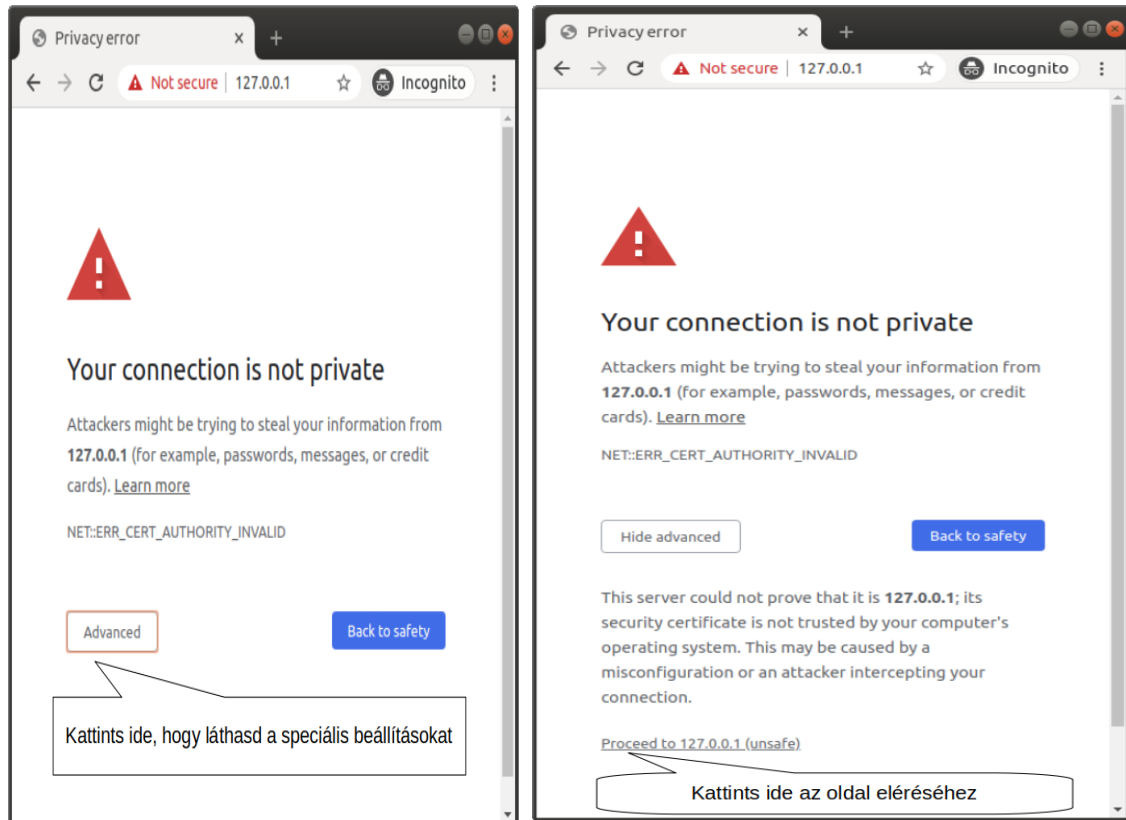 Privacy error
Not secure 127.0.0.1 Incognito
Your connection is not private
Attackers might be trying to steal your information from
127.0.0.1 (for example, passwords, messages, or credit
cards). Learn more
NET::ERR_CERT_AUTHORITY_INVALID
Advanced Back to safety
Kattints ide, hogy láthasd a speciális beállításokat
Privacy error
Not secure 127.0.0.1 Incognito
Your connection is not private
Attackers might be trying to steal your information from
127.0.0.1 (for example, passwords, messages, or credit
cards). Learn more
NET::ERR_CERT_AUTHORITY_INVALID
Hide advanced Back to safety
This server could not prove that it is 127.0.0.1; its
security certificate is not trusted by your computer's
operating system. This may be caused by a
misconfiguration or an attacker intercepting your
connection.
Proceed to 127.0.0.1 (unsafe)
Kattints ide az oldal eléréséhez